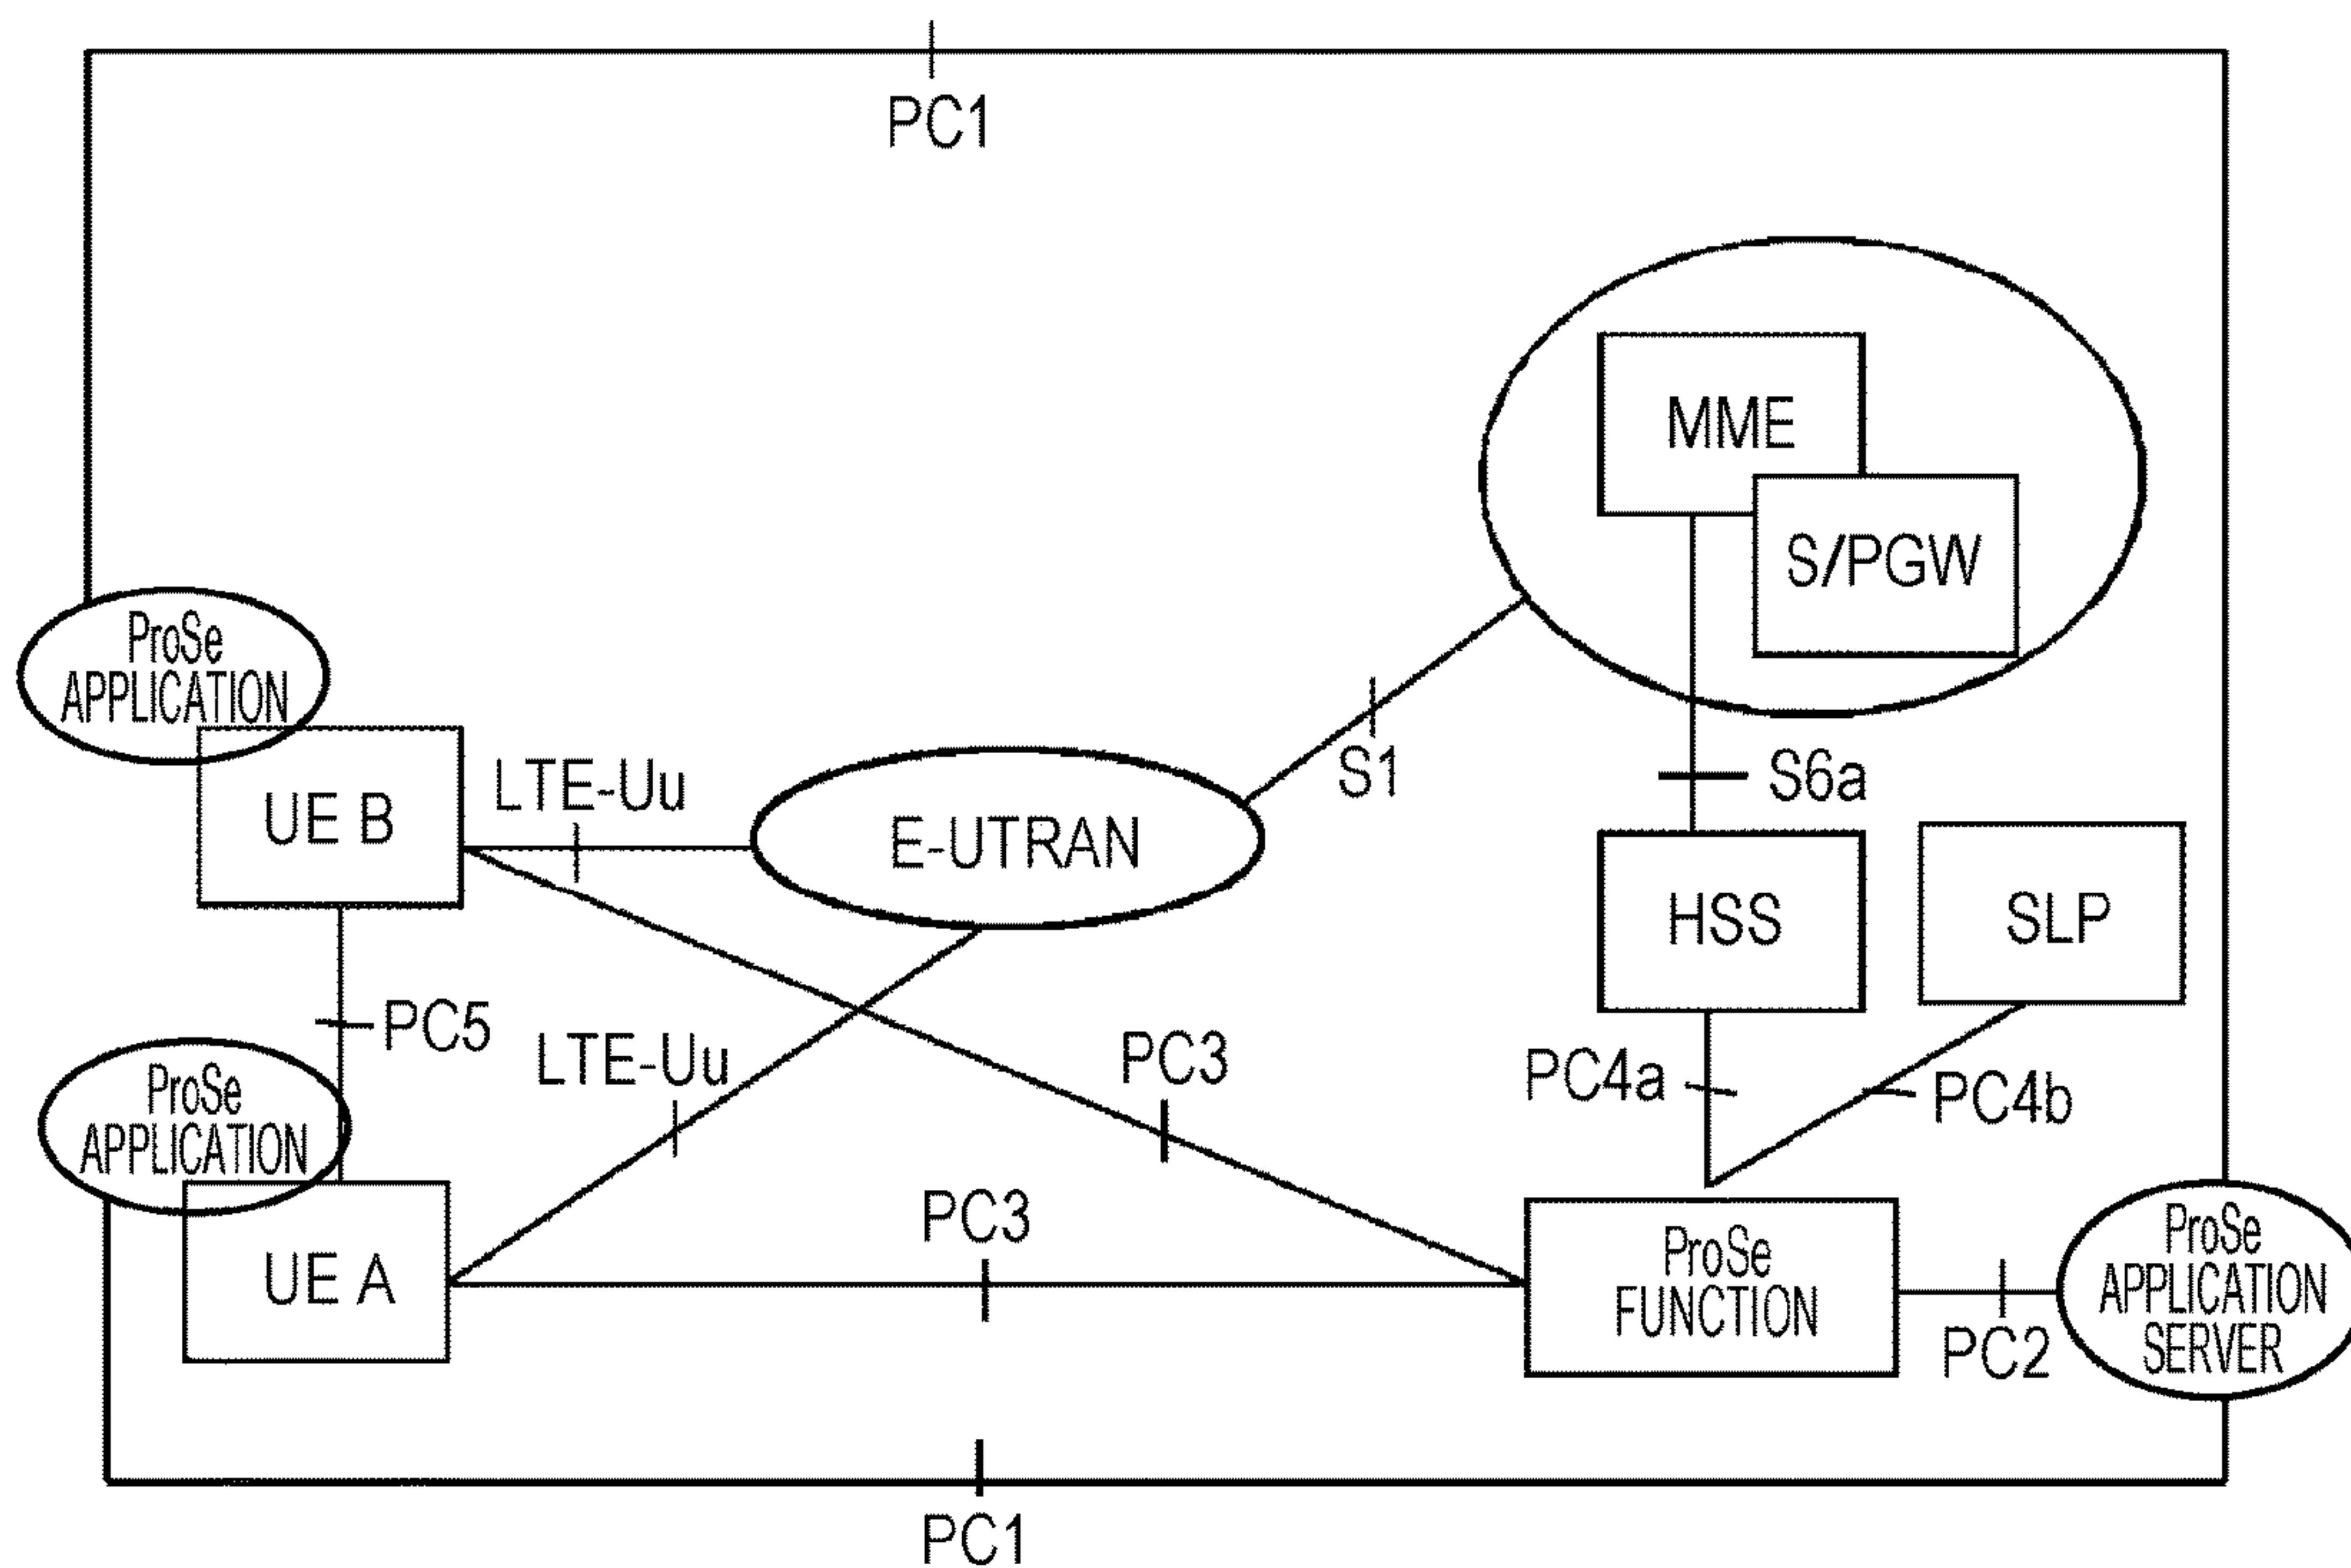 PC1
MME
S/PGW
ProSe
APPLICATION
LTE-Uu
S1
S6a
UE B
E-UTRAN
HSS
SLP
PC5
LTE-Uu
PC3
PC4a
PC4b
ProSe
APPLICATION
PC3
UE A
ProSe
FUNCTION
ProSe
APPLICATION
SERVER
PC2
PC1